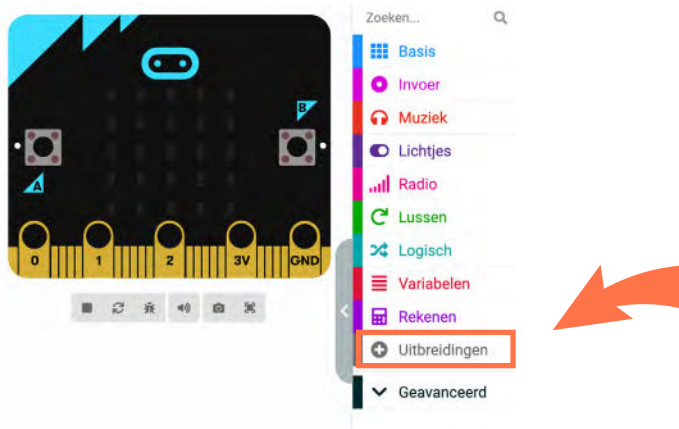 Zoeken...
Basis
Invoer
Muziek
Lichtjes
Radio
Lussen
Logisch
Variabelen
Rekenen
Uitbreidingen
Geavanceerd
B
A
0 1 2 3V GND